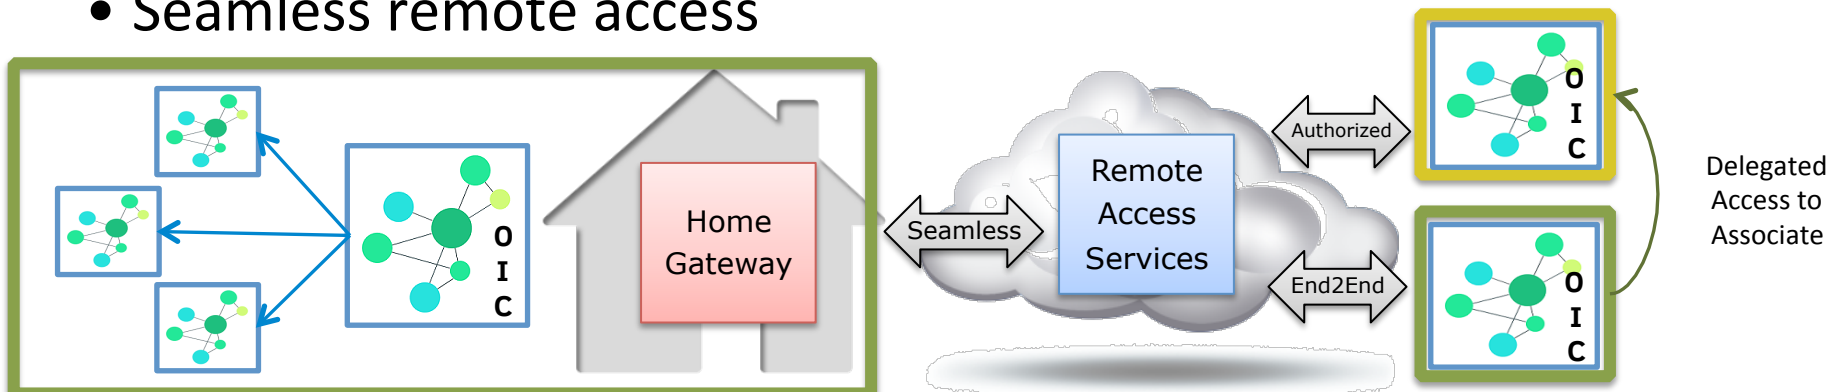 • Seamless remote access
O
I
C
Home
Gateway
Seamless
Remote
Access
Services
Authorized
End2End
O
I
C
O
I
C
Delegated
Access to
Associate